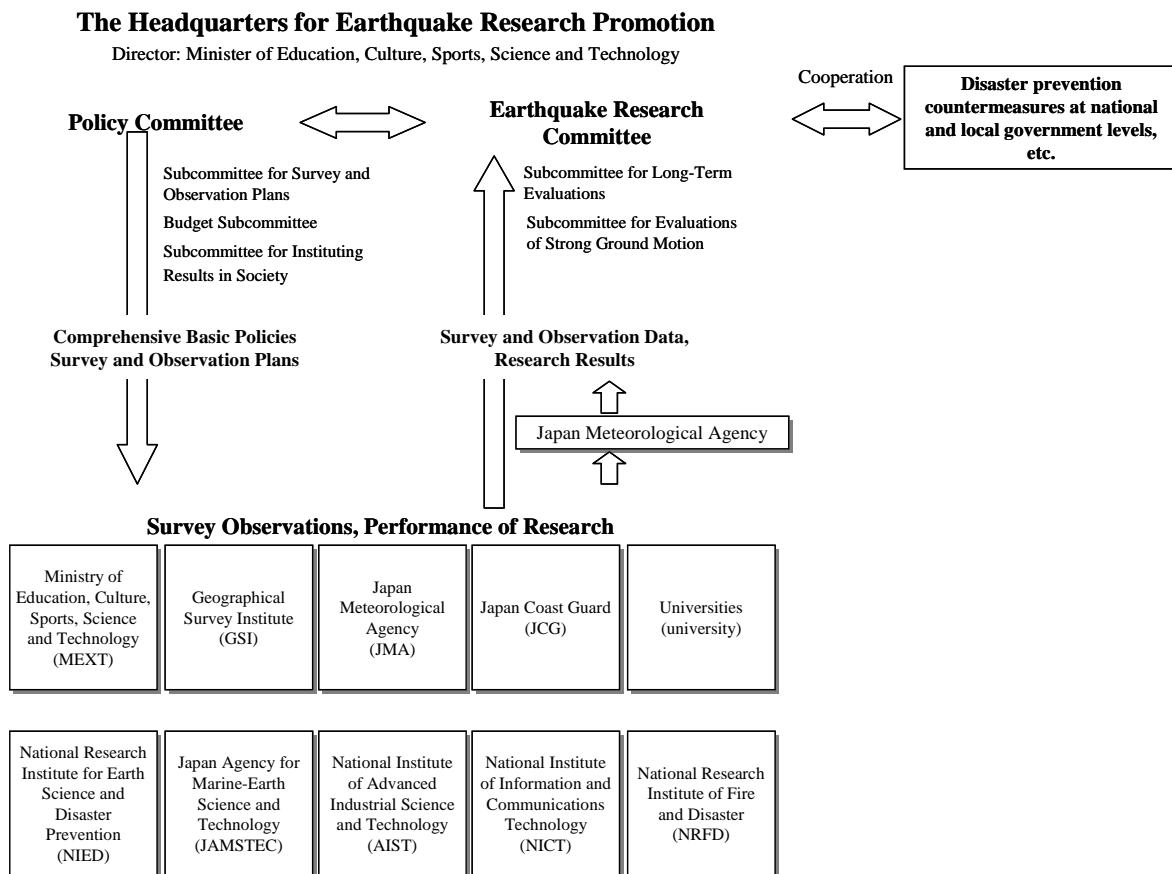 The Headquarters for Earthquake Research Promotion
Director: Minister of Education, Culture, Sports, Science and Technology
Cooperation
Disaster prevention
countermeasures at national
and local government levels,
etc.
Policy Committee
Earthquake Research
Committee
Subcommittee for Survey and
Observation Plans
Budget Subcommittee
Subcommittee for Instituting
Results in Society
Subcommittee for Long-Term
Evaluations
Subcommittee for Evaluations
of Strong Ground Motion
Comprehensive Basic Policies
Survey and Observation Plans
Survey and Observation Data,
Research Results
Japan Meteorological Agency
Survey Observations, Performance of Research
Ministry of
Education, Culture,
Sports, Science
and Technology
(MEXT)
Geographical
Survey Institute
(GSI)
Japan
Meteorological
Agency
(JMA)
Japan Coast Guard
(JCG)
Universities
(university)
National Research
Institute for Earth
Science and
Disaster
Prevention
(NIED)
Japan Agency for
Marine-Earth
Science and
Technology
(JAMSTEC)
National Institute
of Advanced
Industrial Science
and Technology
(AIST)
National Institute
of Information and
Communications
Technology
(NICT)
National Research
Institute of Fire
and Disaster
(NRFD)